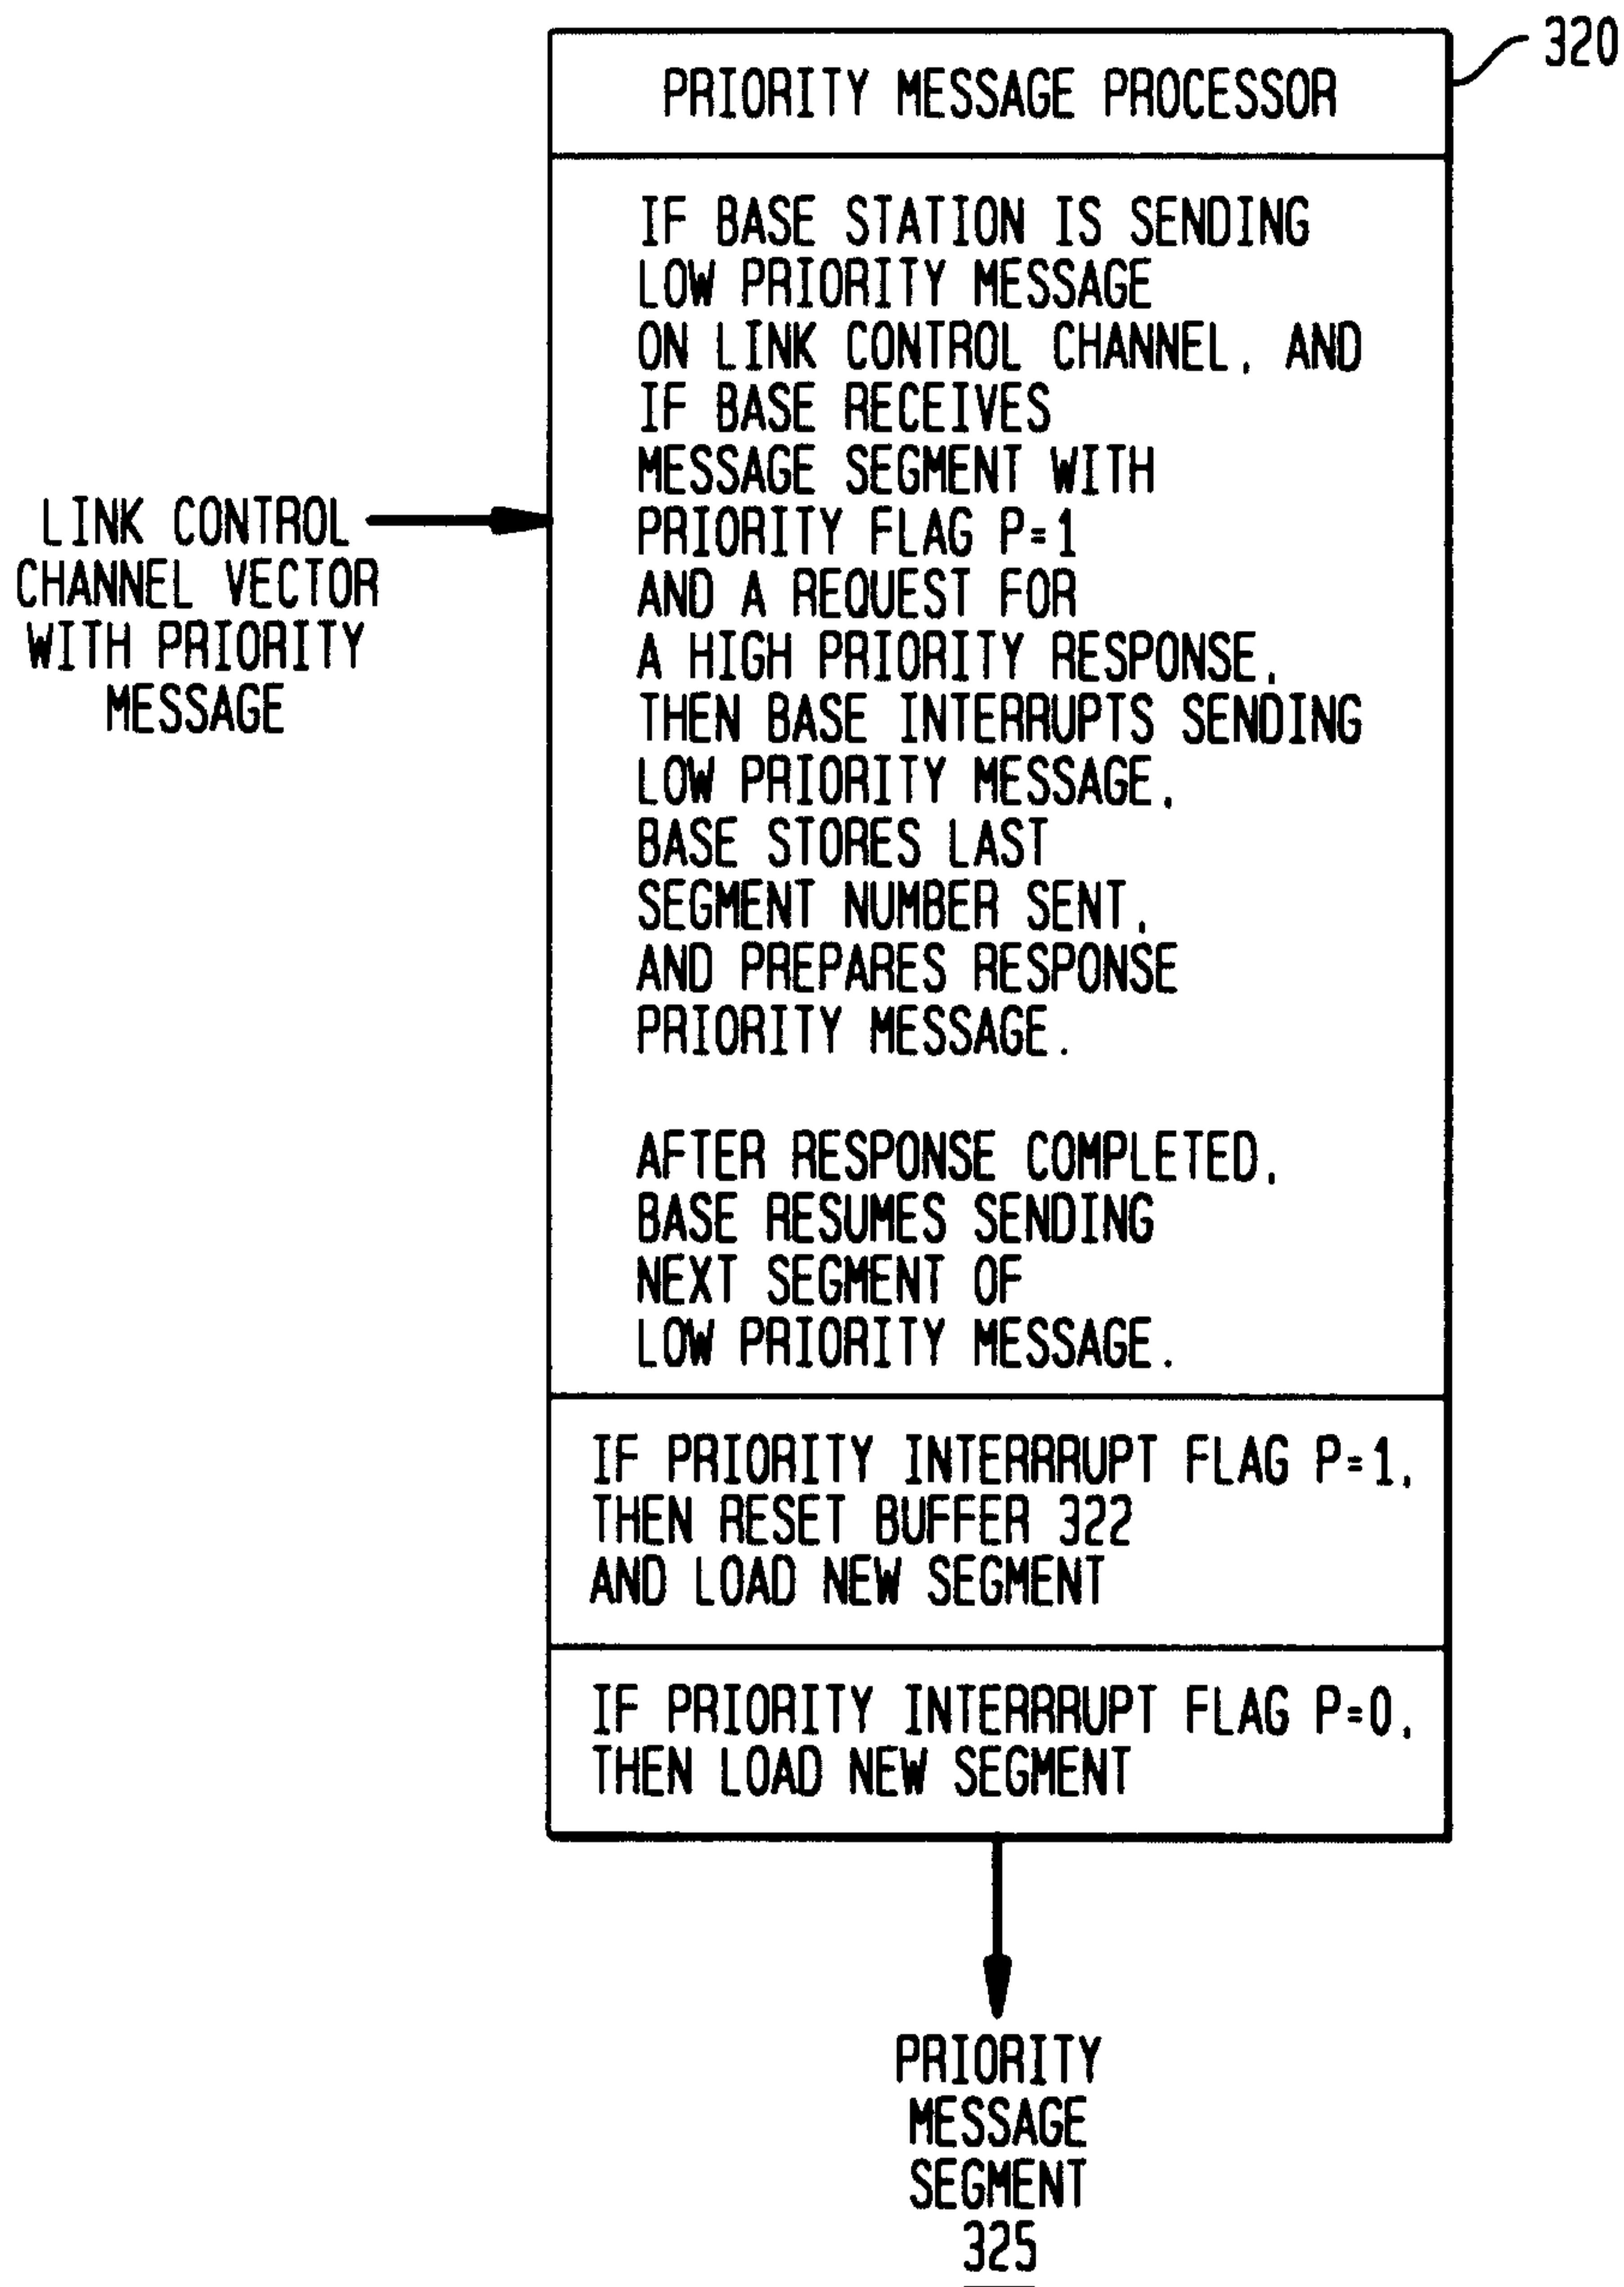 320
PRIORITY MESSAGE PROCESSOR
IF BASE STATION IS SENDING
LOW PRIORITY MESSAGE
ON LINK CONTROL CHANNEL, AND
IF BASE RECEIVES
MESSAGE SEGMENT WITH
PRIORITY FLAG P=1
AND A REQUEST FOR
A HIGH PRIORITY RESPONSE,
THEN BASE INTERRUPTS SENDING
LOW PRIORITY MESSAGE,
BASE STORES LAST
SEGMENT NUMBER SENT,
AND PREPARES RESPONSE
PRIORITY MESSAGE.
AFTER RESPONSE COMPLETED,
BASE RESUMES SENDING
NEXT SEGMENT OF
LOW PRIORITY MESSAGE.
LINK CONTROL
CHANNEL VECTOR
WITH PRIORITY
MESSAGE
IF PRIORITY INTERRRUPT FLAG P=1,
THEN RESET BUFFER 322
AND LOAD NEW SEGMENT
IF PRIORITY INTERRRUPT FLAG P=0,
THEN LOAD NEW SEGMENT
PRIORITY
MESSAGE
SEGMENT
325